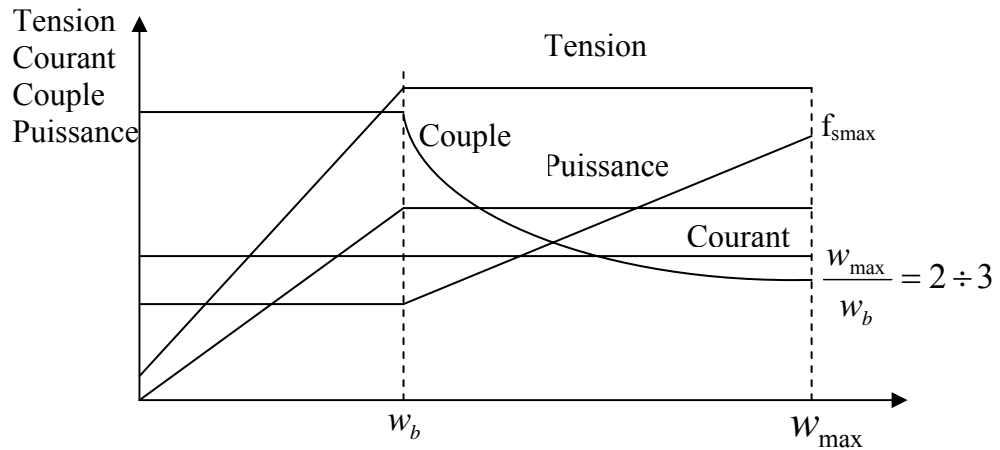 Tension
Courant
Couple
Puissance
Tension
Couple
Puissance
Courant
f_smax
w_max / w_b = 2 ÷ 3
w_b
w_max